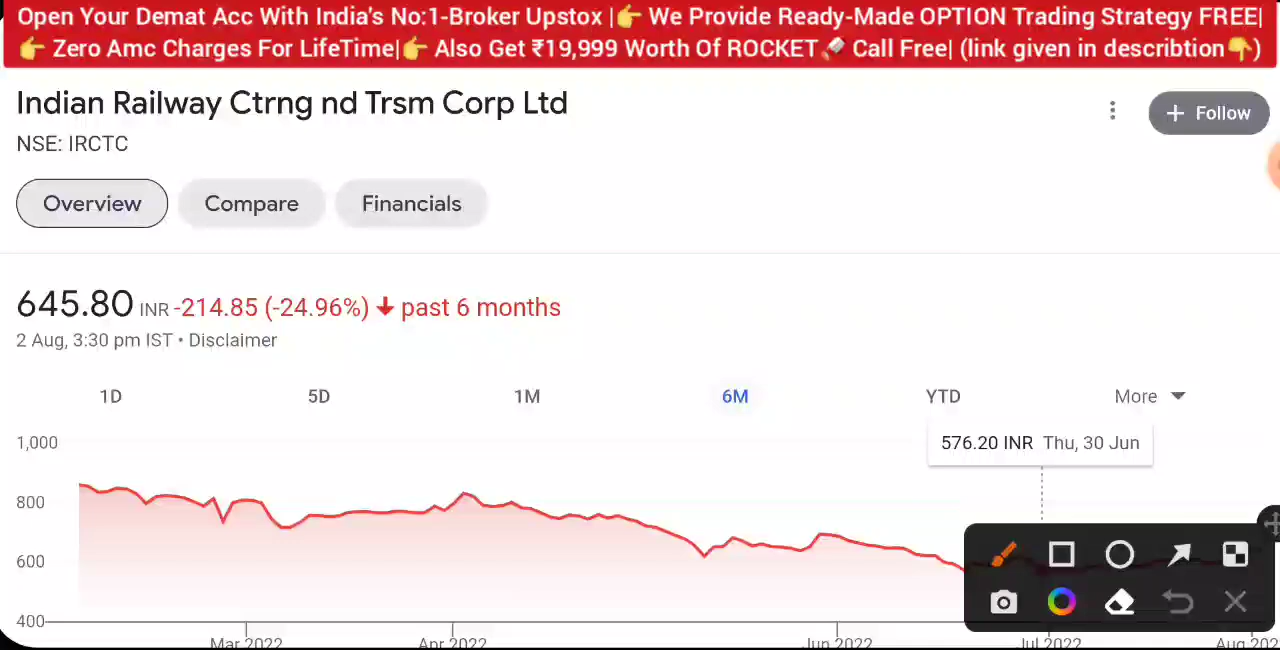 Open Your Demat Acc With India's No:1-Broker Upstox |👉 We Provide Ready-Made OPTION Trading Strategy FREE|
👉 Zero Amc Charges For LifeTime|👉 Also Get ₹19,999 Worth Of ROCKET🚀 Call Free| (link given in describtion👇)
Indian Railway Ctrng nd Trsm Corp Ltd
+ Follow
NSE: IRCTC
Overview Compare Financials
645.80 INR -214.85 (-24.96%) ↓ past 6 months
2 Aug, 3:30 pm IST • Disclaimer
1D 5D 1M 6M YTD More
576.20 INR Thu, 30 Jun
1,000
800
600
400
Mar 2022 Apr 2022 Jun 2022 Jul 2022